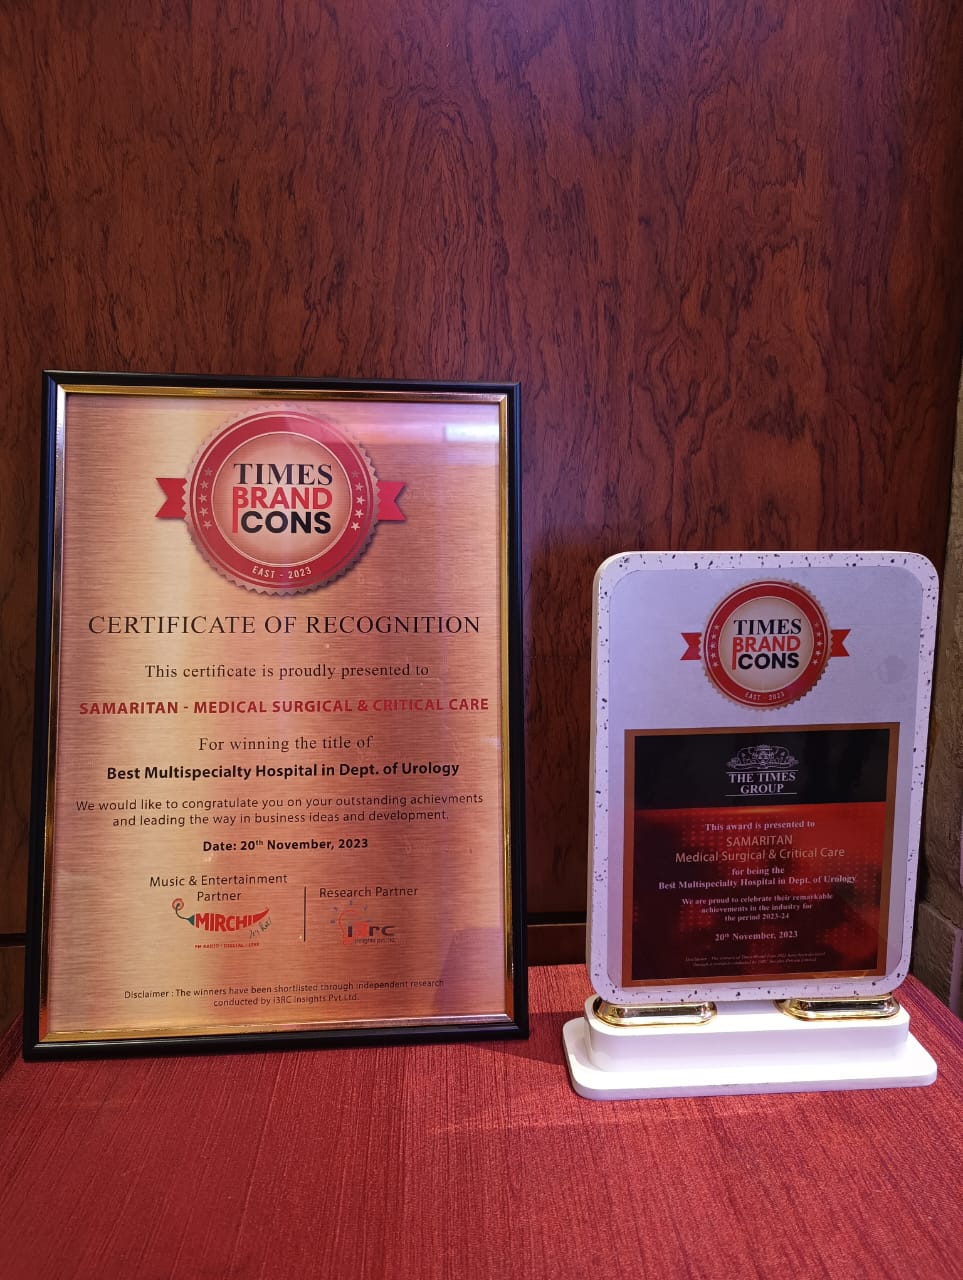 TIMES
BRAND
ICONS
EAST - 2023
CERTIFICATE OF RECOGNITION
This certificate is proudly presented to
SAMARITAN - MEDICAL SURGICAL & CRITICAL CARE
For winning the title of
Best Multispecialty Hospital in Dept. of Urology
We would like to congratulate you on your outstanding achievments
and leading the way in business ideas and development.
Date: 20th November, 2023
Music & Entertainment
Partner
MIRCHI
Research Partner
i3rc
Insights Pvt. Ltd.
Disclaimer : The winners have been shortlisted through independent research
conducted by i3RC Insights Pvt.Ltd.
TIMES
BRAND
ICONS
EAST - 2023
THE TIMES
GROUP
This award is presented to
SAMARITAN
Medical Surgical & Critical Care
for being the
Best Multispecialty Hospital in Dept. of Urology
We are proud to celebrate their remarkable
achievements in the industry for
the period 2023-24
20th November, 2023